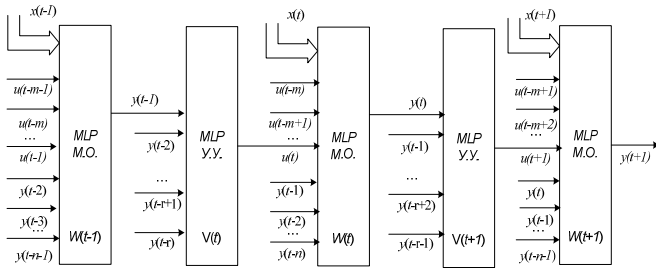 x(t-1)
u(t-m-1)
u(t-m)
...
u(t-1)
y(t-2)
y(t-3)
...
y(t-n-1)
MLP
М.О.
W(t-1)
y(t-1)
y(t-2)
...
y(t-r+1)
y(t-r)
MLP
У.У.
V(t)
x(t)
u(t-m)
u(t-m+1)
...
u(t)
y(t-1)
y(t-2)
...
y(t-n)
MLP
М.О.
W(t)
y(t)
y(t-1)
...
y(t-r+2)
y(t-r-1)
MLP
У.У.
V(t+1)
x(t+1)
u(t-m+1)
u(t-m+2)
...
u(t+1)
y(t)
y(t-1)
...
y(t-n-1)
MLP
М.О.
W(t+1)
y(t+1)